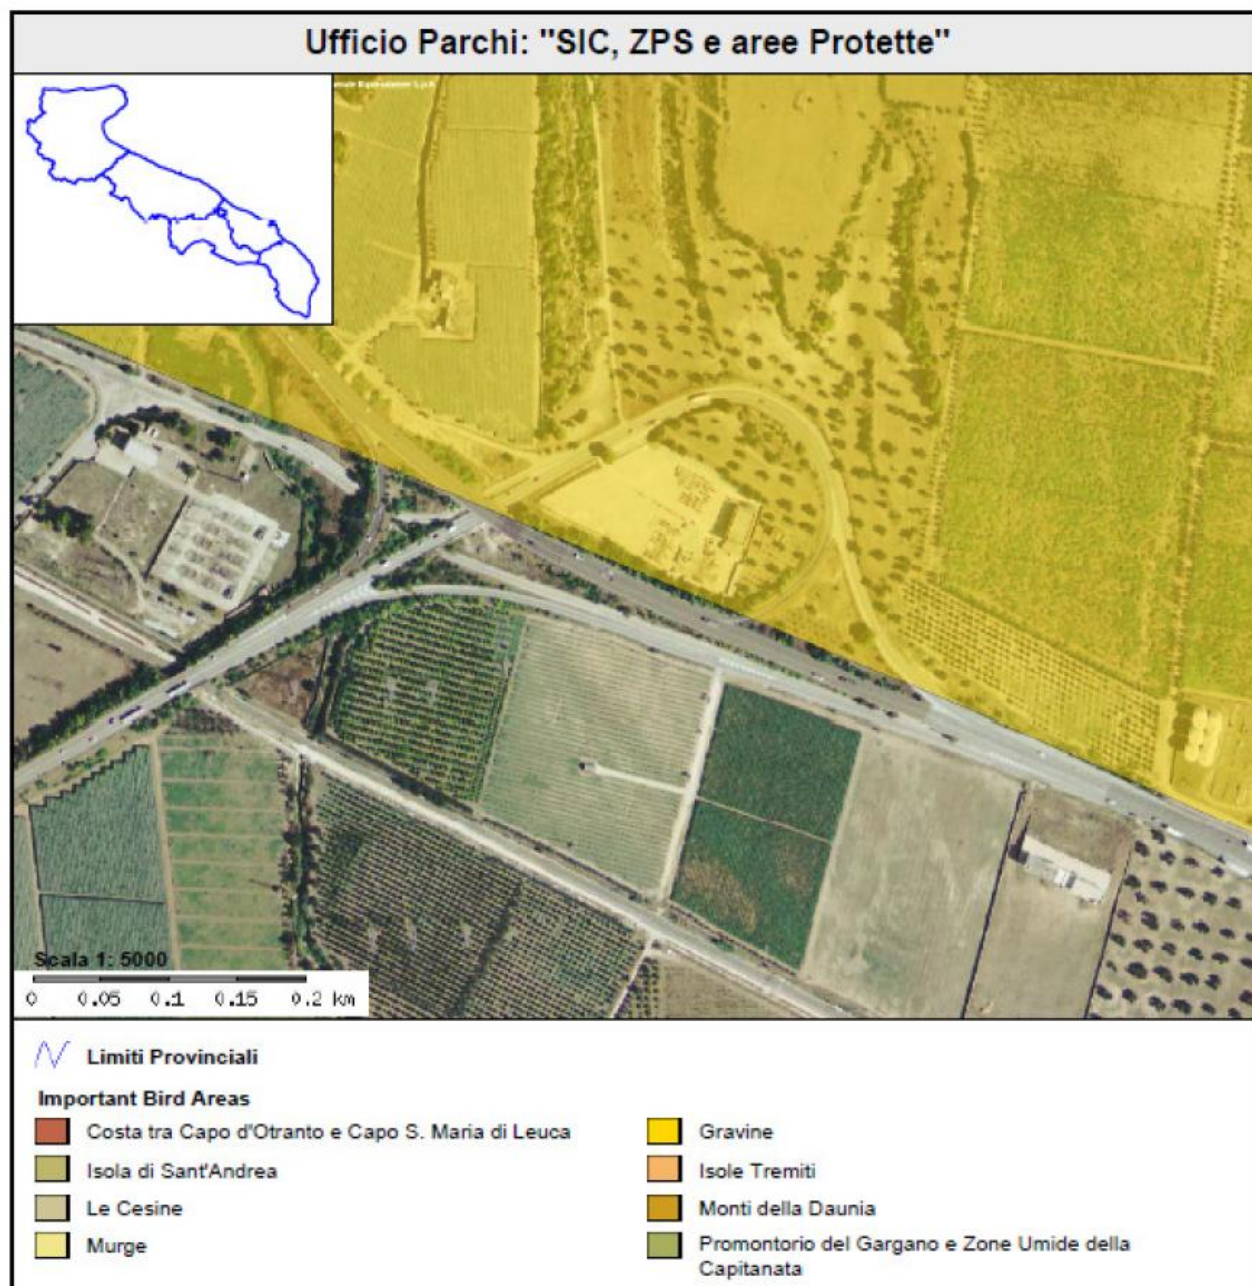 Ufficio Parchi: "SIC, ZPS e aree Protette"
Scala 1: 5000
0 0.05 0.1 0.15 0.2 km
Limiti Provinciali
Important Bird Areas
Costa tra Capo d'Otranto e Capo S. Maria di Leuca
Isola di Sant'Andrea
Le Cesine
Murge
Gravine
Isole Tremiti
Monti della Daunia
Promontorio del Gargano e Zone Umide della
Capitanata